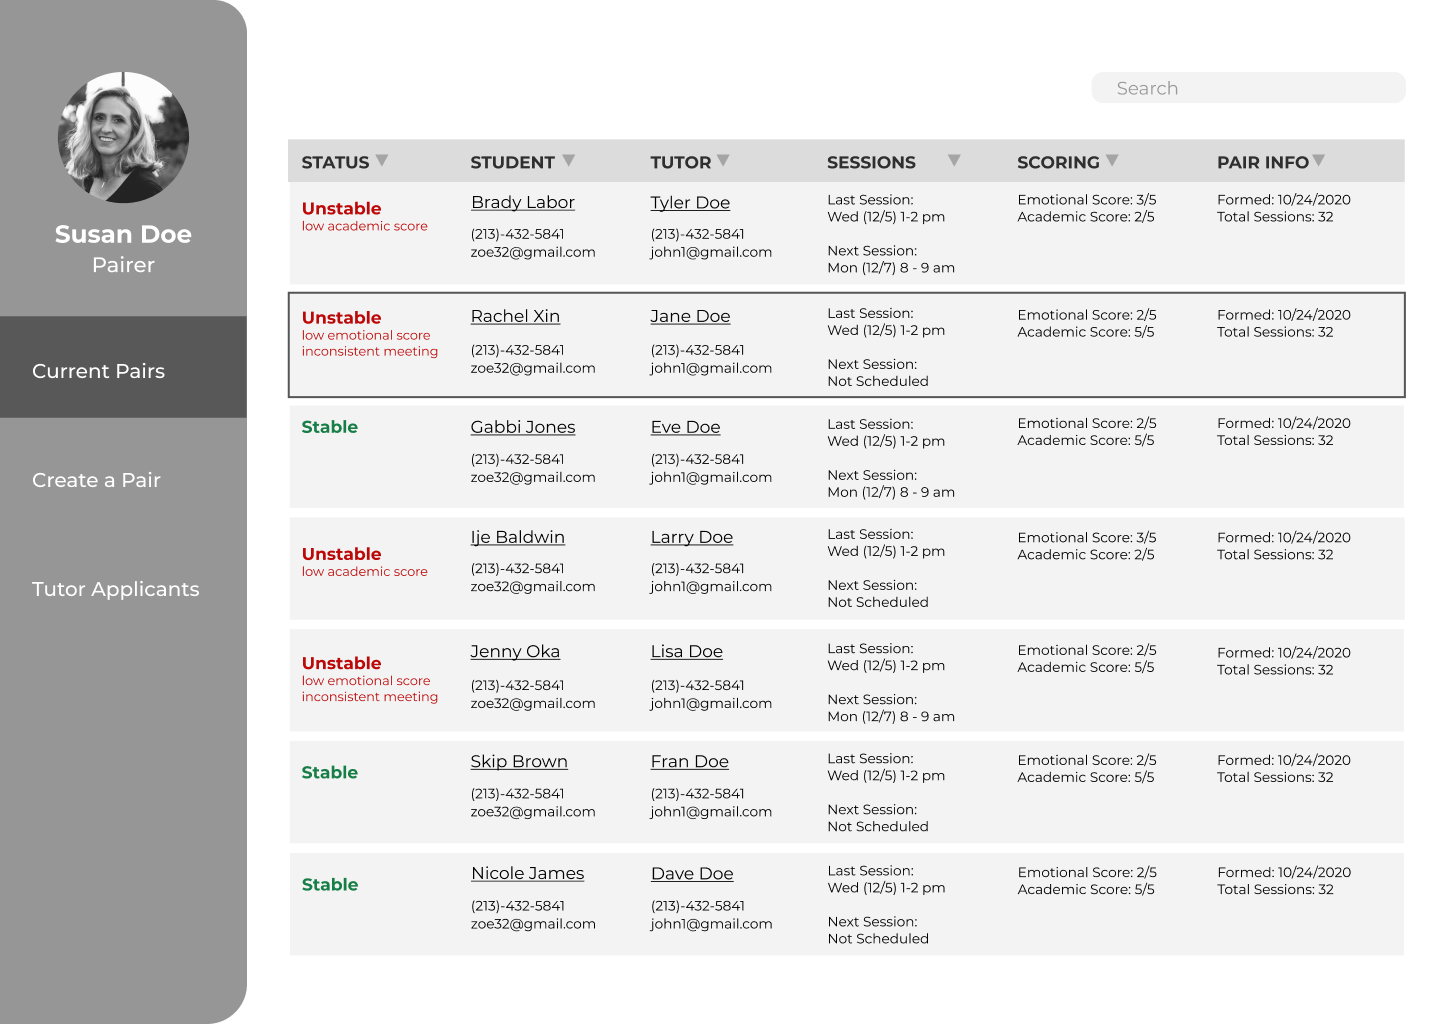 Search
Susan Doe
Pairer
Current Pairs
Create a Pair
Tutor Applicants
STATUS STUDENT TUTOR SESSIONS SCORING PAIR INFO
Unstable
low academic score
Brady Labor
(213)-432-5841
zoe32@gmail.com
Tyler Doe
(213)-432-5841
john1@gmail.com
Last Session:
Wed (12/5) 1-2 pm
Next Session:
Mon (12/7) 8 - 9 am
Emotional Score: 3/5
Academic Score: 2/5
Formed: 10/24/2020
Total Sessions: 32
Unstable
low emotional score
inconsistent meeting
Rachel Xin
(213)-432-5841
zoe32@gmail.com
Jane Doe
(213)-432-5841
john1@gmail.com
Last Session:
Wed (12/5) 1-2 pm
Next Session:
Not Scheduled
Emotional Score: 2/5
Academic Score: 5/5
Formed: 10/24/2020
Total Sessions: 32
Stable
Gabbi Jones
(213)-432-5841
zoe32@gmail.com
Eve Doe
(213)-432-5841
john1@gmail.com
Last Session:
Wed (12/5) 1-2 pm
Next Session:
Mon (12/7) 8 - 9 am
Emotional Score: 2/5
Academic Score: 5/5
Formed: 10/24/2020
Total Sessions: 32
Unstable
low academic score
Ije Baldwin
(213)-432-5841
zoe32@gmail.com
Larry Doe
(213)-432-5841
john1@gmail.com
Last Session:
Wed (12/5) 1-2 pm
Next Session:
Not Scheduled
Emotional Score: 3/5
Academic Score: 2/5
Formed: 10/24/2020
Total Sessions: 32
Unstable
low emotional score
inconsistent meeting
Jenny Oka
(213)-432-5841
zoe32@gmail.com
Lisa Doe
(213)-432-5841
john1@gmail.com
Last Session:
Wed (12/5) 1-2 pm
Next Session:
Mon (12/7) 8 - 9 am
Emotional Score: 2/5
Academic Score: 5/5
Formed: 10/24/2020
Total Sessions: 32
Stable
Skip Brown
(213)-432-5841
zoe32@gmail.com
Fran Doe
(213)-432-5841
john1@gmail.com
Last Session:
Wed (12/5) 1-2 pm
Next Session:
Not Scheduled
Emotional Score: 2/5
Academic Score: 5/5
Formed: 10/24/2020
Total Sessions: 32
Stable
Nicole James
(213)-432-5841
zoe32@gmail.com
Dave Doe
(213)-432-5841
john1@gmail.com
Last Session:
Wed (12/5) 1-2 pm
Next Session:
Not Scheduled
Emotional Score: 2/5
Academic Score: 5/5
Formed: 10/24/2020
Total Sessions: 32